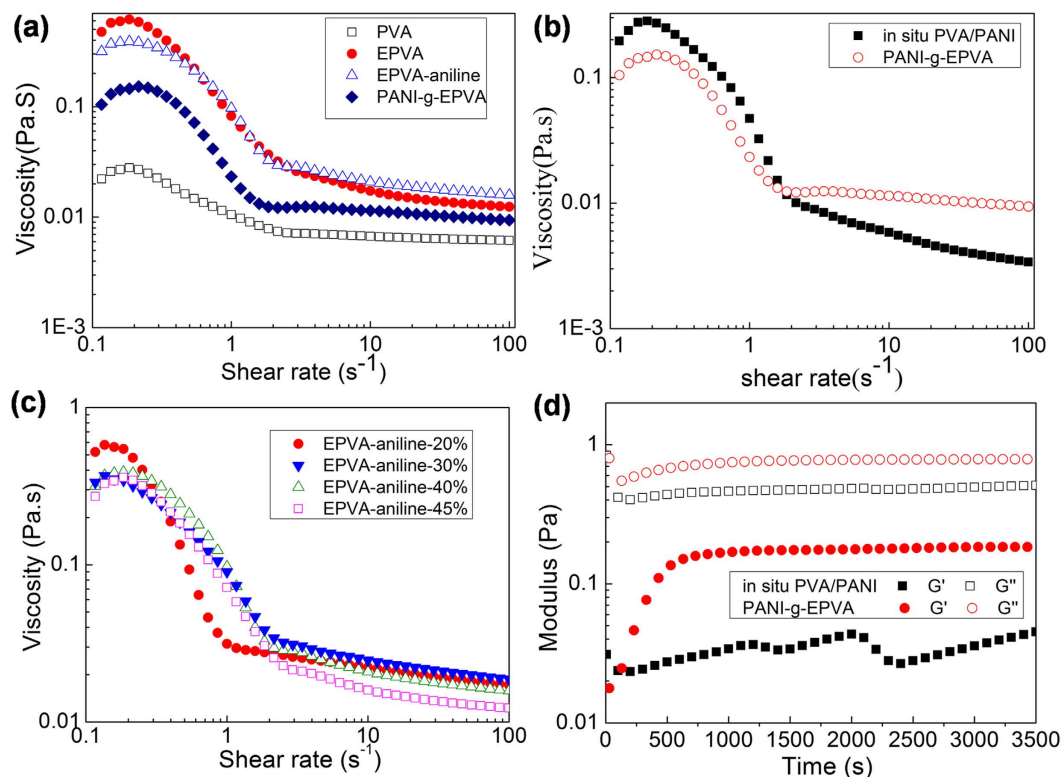 (a)
PVA
EPVA
EPVA-aniline
PANI-g-EPVA
Viscosity(Pa.S)
0.1
0.01
1E-3
0.1 1 10 100
Shear rate (s-1)
(b)
in situ PVA/PANI
PANI-g-EPVA
Viscosity(Pa.s)
0.1
0.01
1E-3
0.1 1 10 100
shear rate(s-1)
(c)
EPVA-aniline-20%
EPVA-aniline-30%
EPVA-aniline-40%
EPVA-aniline-45%
Viscosity (Pa.s)
1
0.1
0.01
0.1 1 10 100
Shear rate (s-1)
(d)
Modulus (Pa)
1
0.1
0.01
in situ PVA/PANI G' G"
PANI-g-EPVA G' G"
0 500 1000 1500 2000 2500 3000 3500
Time (s)